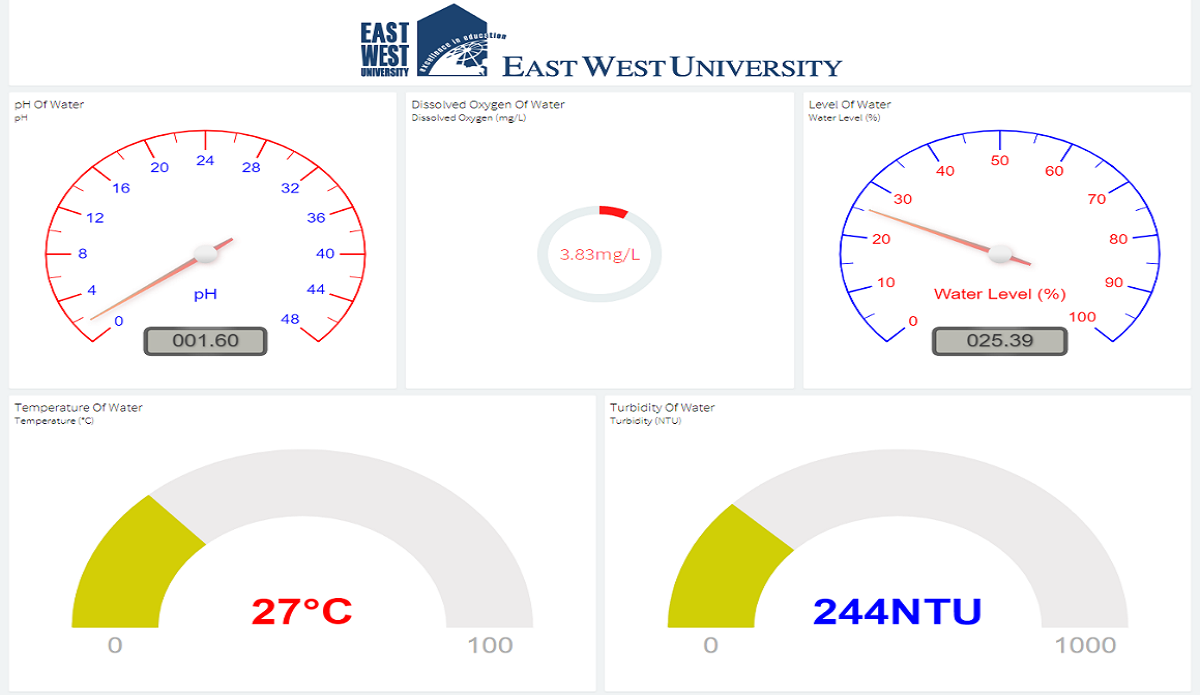 EAST
WEST
UNIVERSITY
Excellence in education
EAST WEST UNIVERSITY
pH Of Water
pH
0
4
8
12
16
20
24
28
32
36
40
44
48
pH
001.60
Dissolved Oxygen Of Water
Dissolved Oxygen (mg/L)
3.83mg/L
Level Of Water
Water Level (%)
0
10
20
30
40
50
60
70
80
90
100
Water Level (%)
025.39
Temperature Of Water
Temperature (°C)
27°C
0
100
Turbidity Of Water
Turbidity (NTU)
244NTU
0
1000